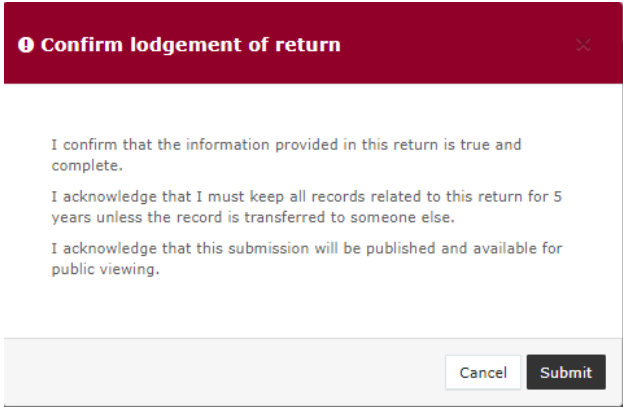 Confirm lodgement of return
I confirm that the information provided in this return is true and
complete.
I acknowledge that I must keep all records related to this return for 5
years unless the record is transferred to someone else.
I acknowledge that this submission will be published and available for
public viewing.
Cancel Submit